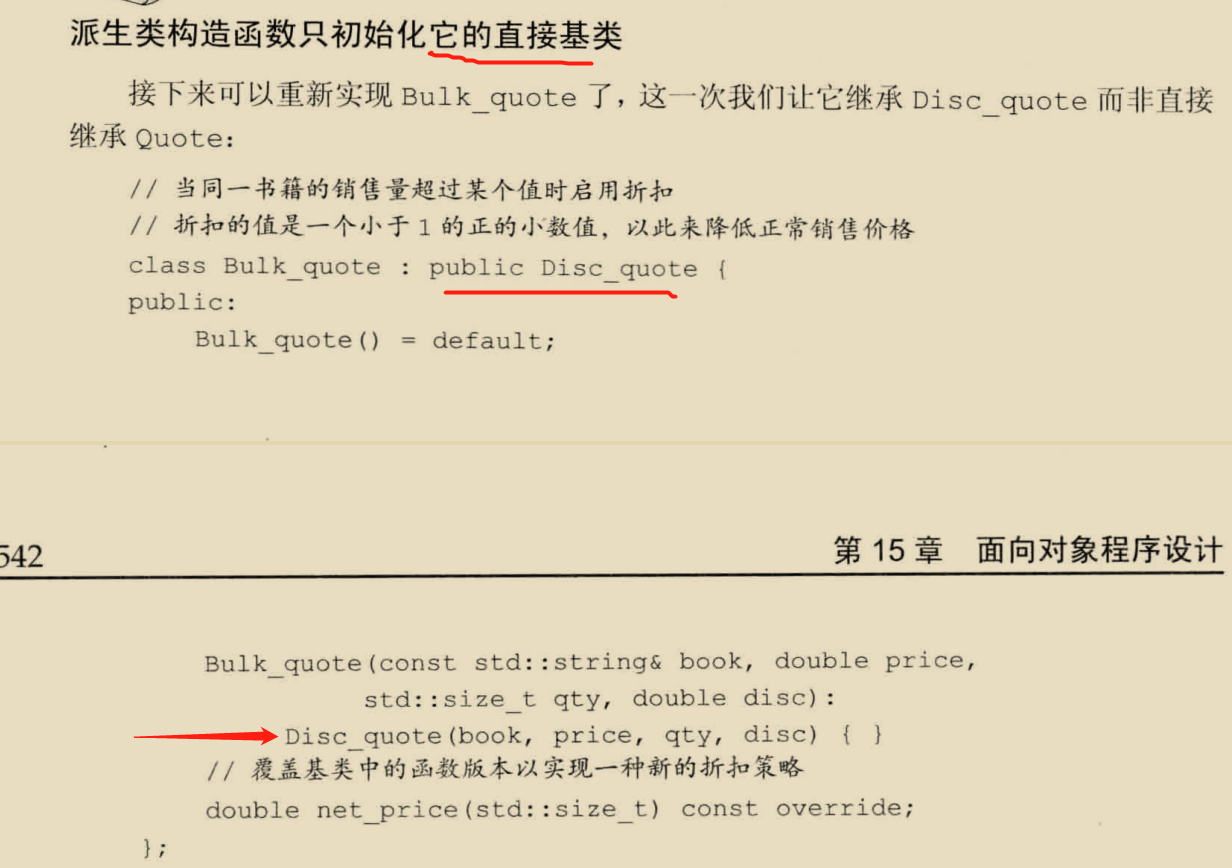 派生类构造函数只初始化它的直接基类
接下来可以重新实现 Bulk_quote 了，这一次我们让它继承 Disc_quote 而非直接
继承 Quote:
// 当同一书籍的销售量超过某个值时启用折扣
// 折扣的值是一个小于 1 的正的小数值，以此来降低正常销售价格
class Bulk_quote : public Disc_quote {
public:
Bulk_quote() = default;
542
第 15 章 面向对象程序设计
Bulk_quote(const std::string& book, double price,
std::size_t qty, double disc):
Disc_quote(book, price, qty, disc) { }
// 覆盖基类中的函数版本以实现一种新的折扣策略
double net_price(std::size_t) const override;
};